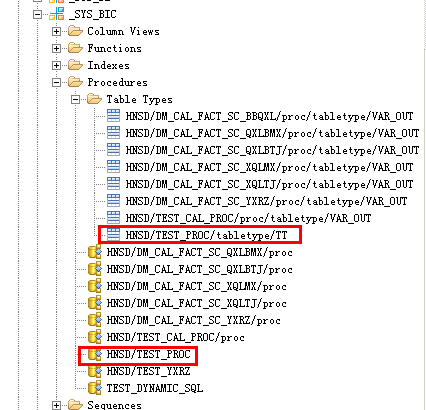 _SYS_BIC
Column Views
Functions
Indexes
Procedures
Table Types
HNSD/DM_CAL_FACT_SC_BBQXL/proc/tabletype/VAR_OUT
HNSD/DM_CAL_FACT_SC_QXLBMX/proc/tabletype/VAR_OUT
HNSD/DM_CAL_FACT_SC_QXLBTJ/proc/tabletype/VAR_OUT
HNSD/DM_CAL_FACT_SC_XQLMX/proc/tabletype/VAR_OUT
HNSD/DM_CAL_FACT_SC_XQLTJ/proc/tabletype/VAR_OUT
HNSD/DM_CAL_FACT_SC_YXRZ/proc/tabletype/VAR_OUT
HNSD/TEST_CAL_PROC/proc/tabletype/VAR_OUT
HNSD/TEST_PROC/tabletype/TT
HNSD/DM_CAL_FACT_SC_QXLBMX/proc
HNSD/DM_CAL_FACT_SC_QXLBTJ/proc
HNSD/DM_CAL_FACT_SC_XQLMX/proc
HNSD/DM_CAL_FACT_SC_XQLTJ/proc
HNSD/DM_CAL_FACT_SC_YXRZ/proc
HNSD/TEST_CAL_PROC/proc
HNSD/TEST_PROC
HNSD/TEST_YXRZ
TEST_DYNAMIC_SQL
Sequences